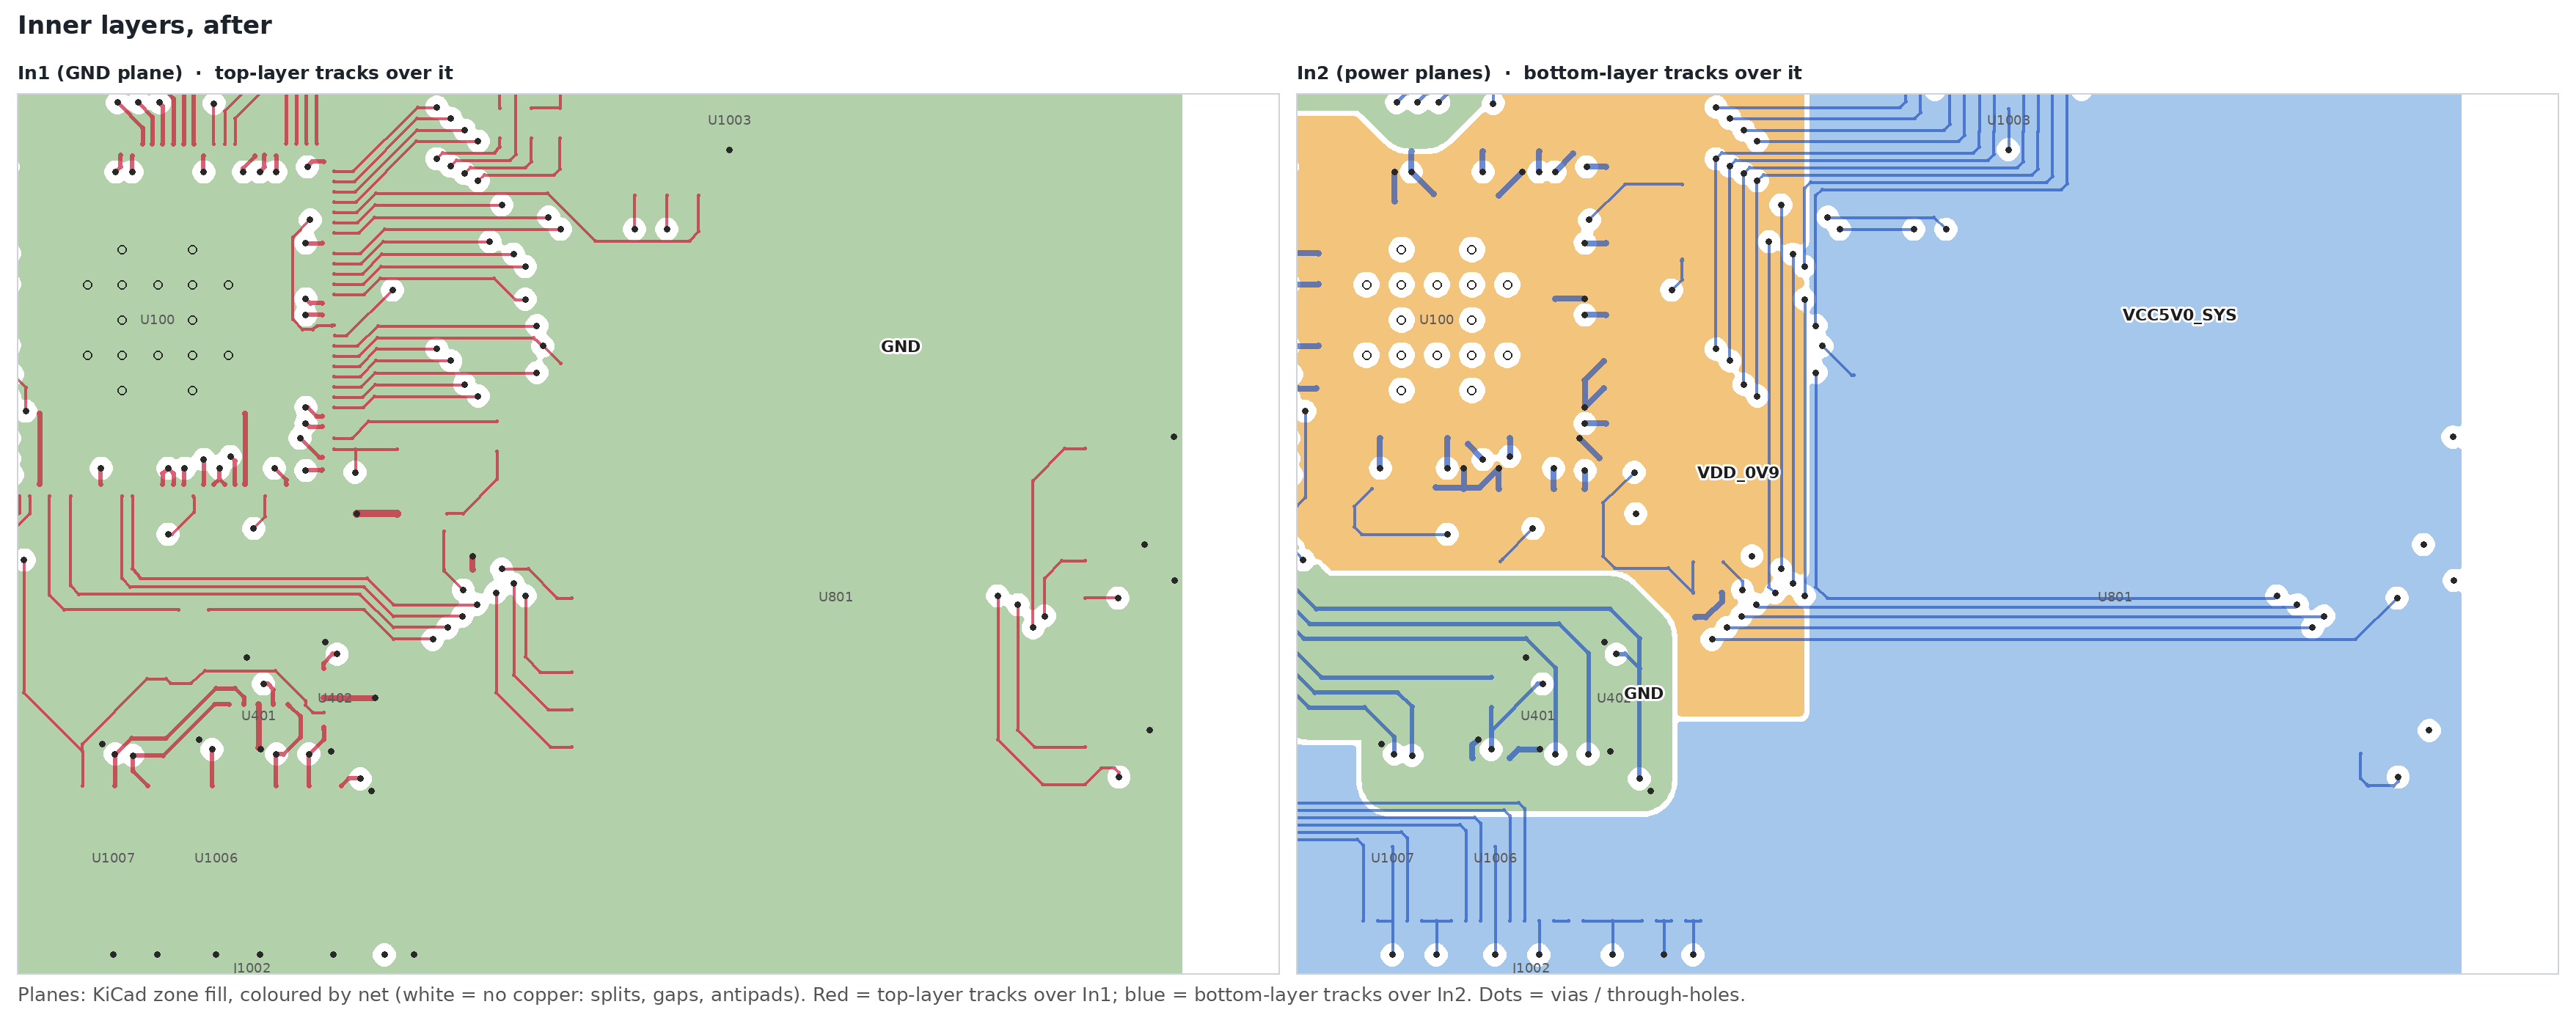 Inner layers, after
In1 (GND plane) · top-layer tracks over it
U1003
U100
GND
U801
U402
U401
U1007
U1006
J1002
In2 (power planes) · bottom-layer tracks over it
U1003
VCC5V0_SYS
U100
VDD_0V9
U801
U402
GND
U401
U1007
U1006
J1002
Planes: KiCad zone fill, coloured by net (white = no copper: splits, gaps, antipads). Red = top-layer tracks over In1; blue = bottom-layer tracks over In2. Dots = vias / through-holes.